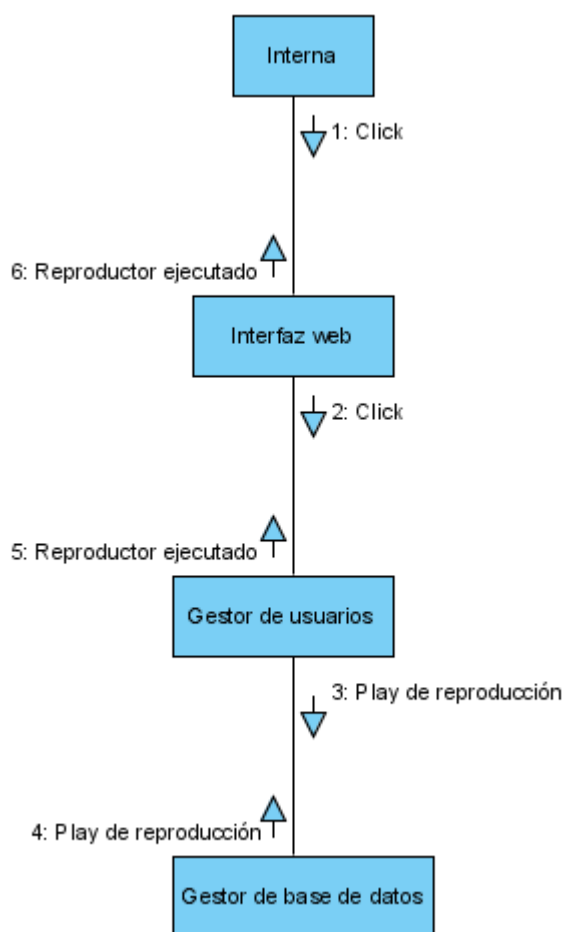 Interna
1: Click
6: Reproductor ejecutado
Interfaz web
2: Click
5: Reproductor ejecutado
Gestor de usuarios
3: Play de reproducción
4: Play de reproducción
Gestor de base de datos